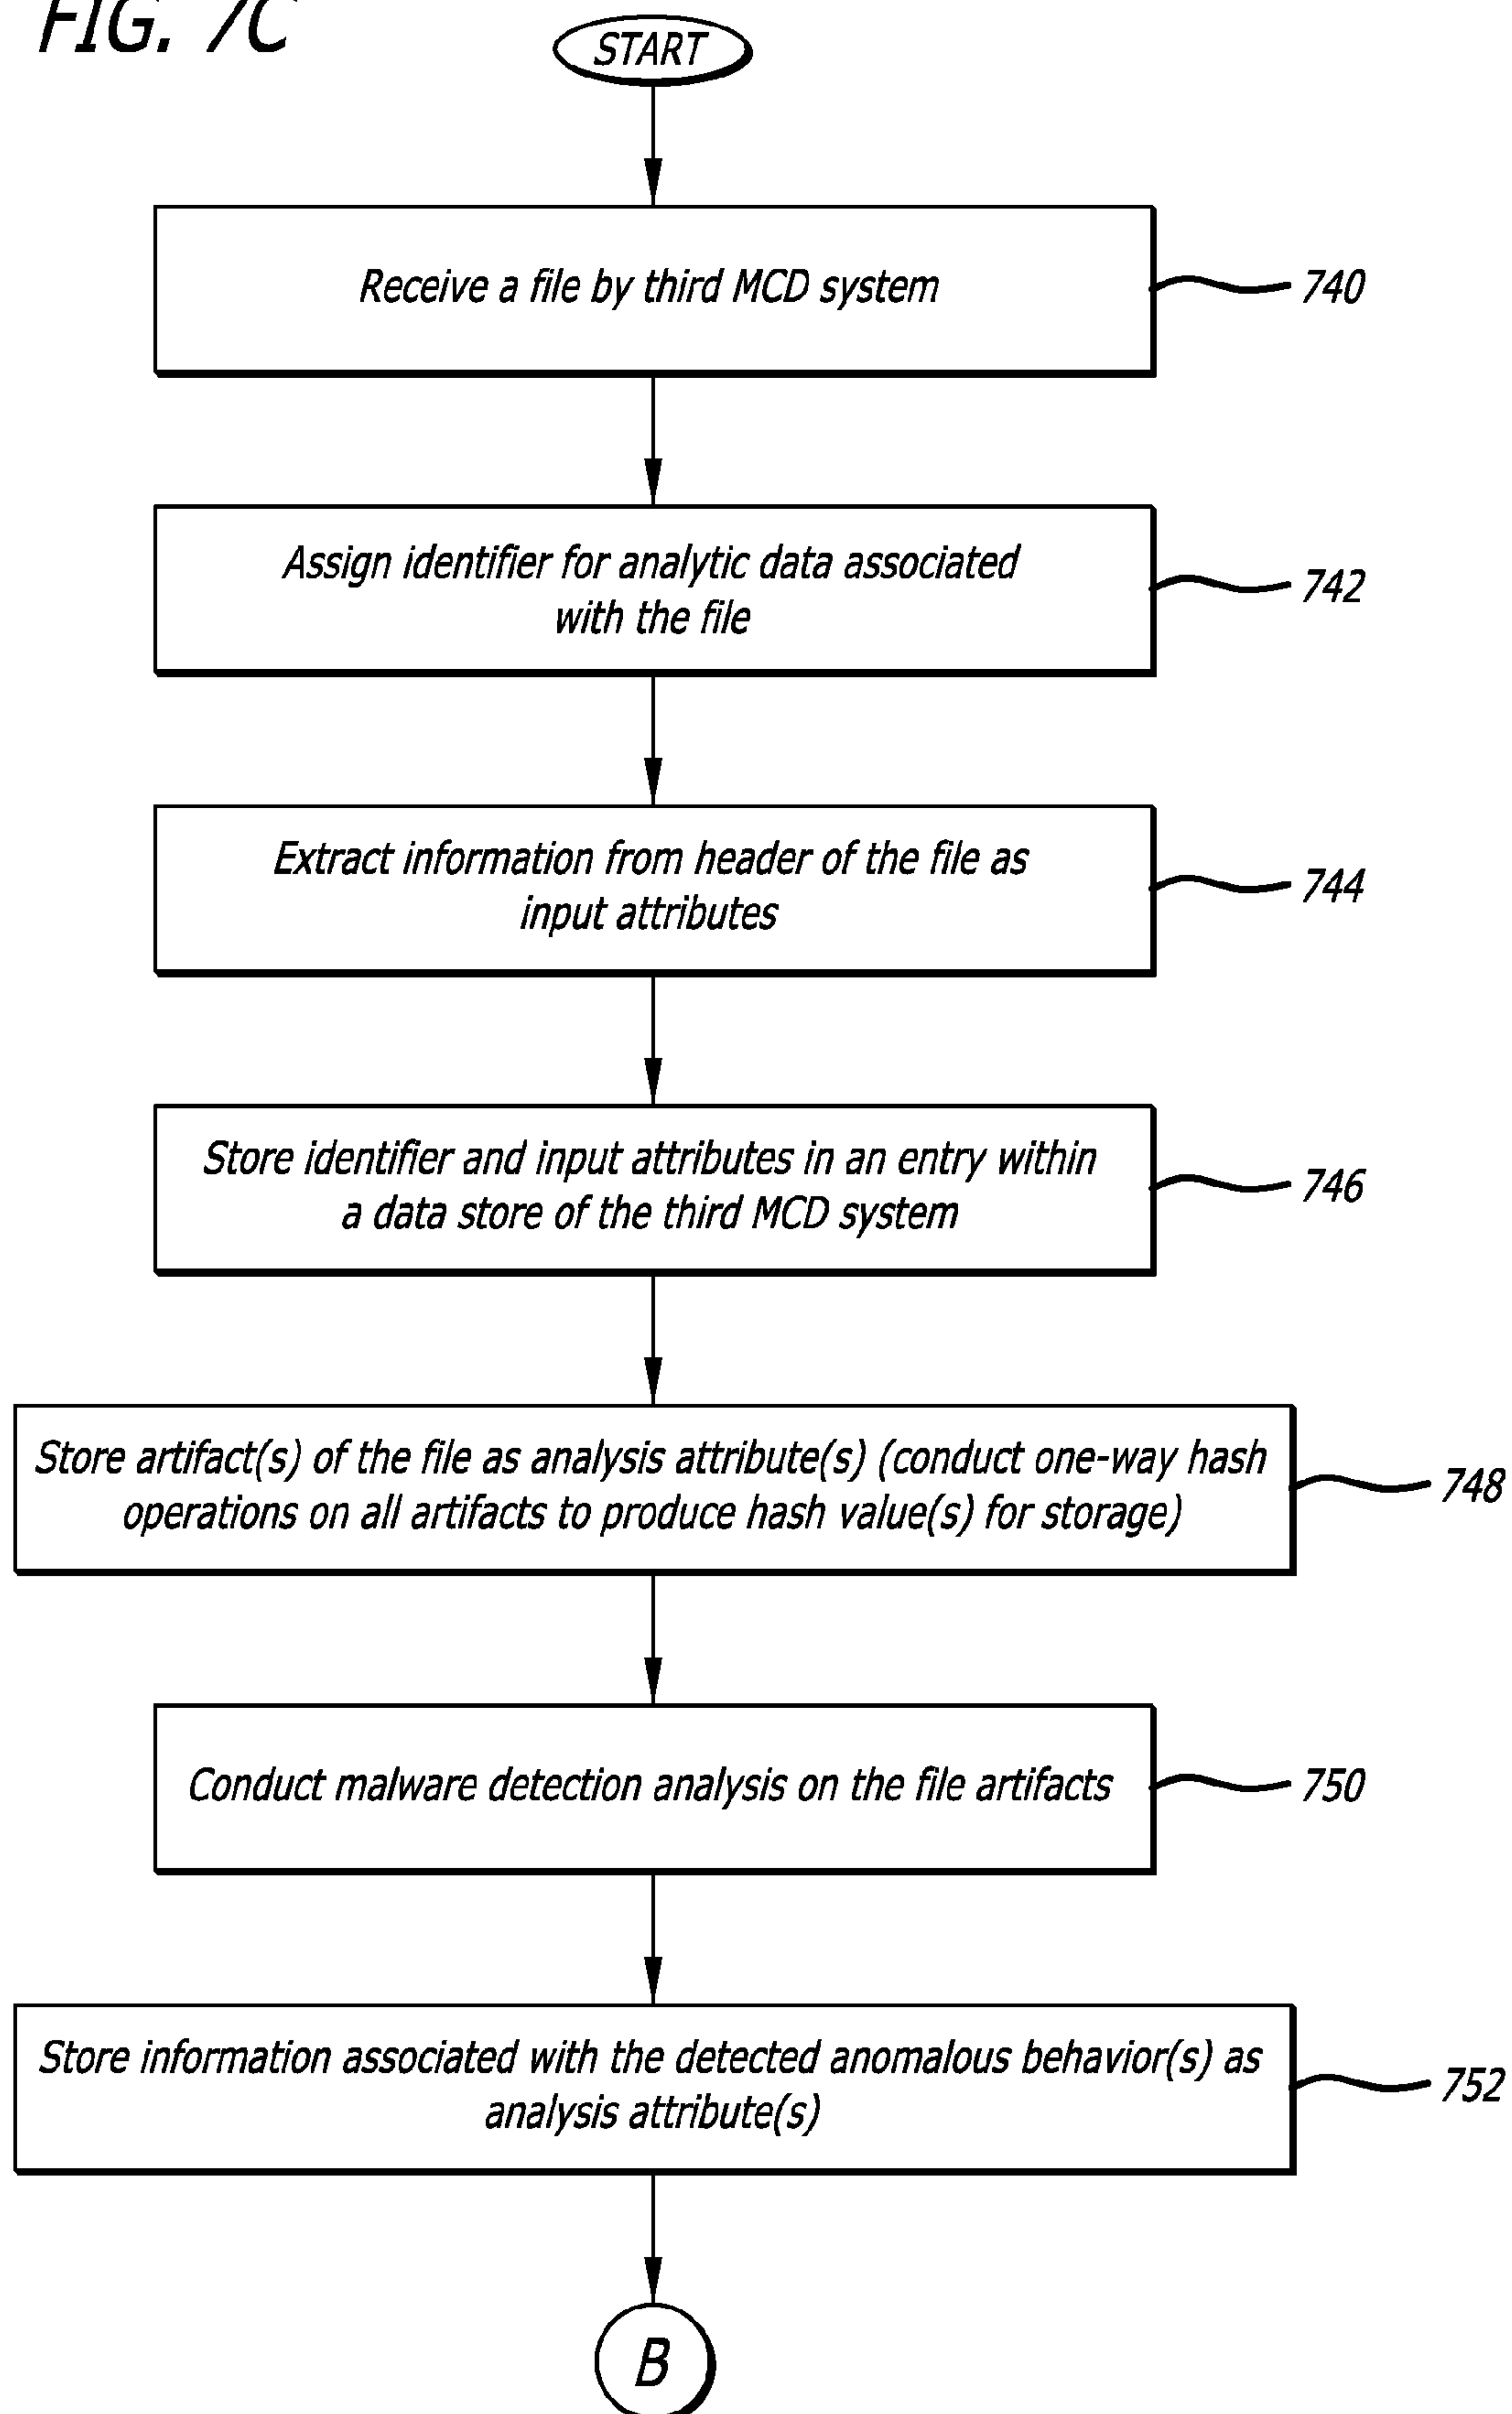 FIG. 7C
START
Receive a file by third MCD system
740
Assign identifier for analytic data associated
with the file
742
Extract information from header of the file as
input attributes
744
Store identifier and input attributes in an entry within
a data store of the third MCD system
746
Store artifact(s) of the file as analysis attribute(s) (conduct one-way hash
operations on all artifacts to produce hash value(s) for storage)
748
Conduct malware detection analysis on the file artifacts
750
Store information associated with the detected anomalous behavior(s) as
analysis attribute(s)
752
B